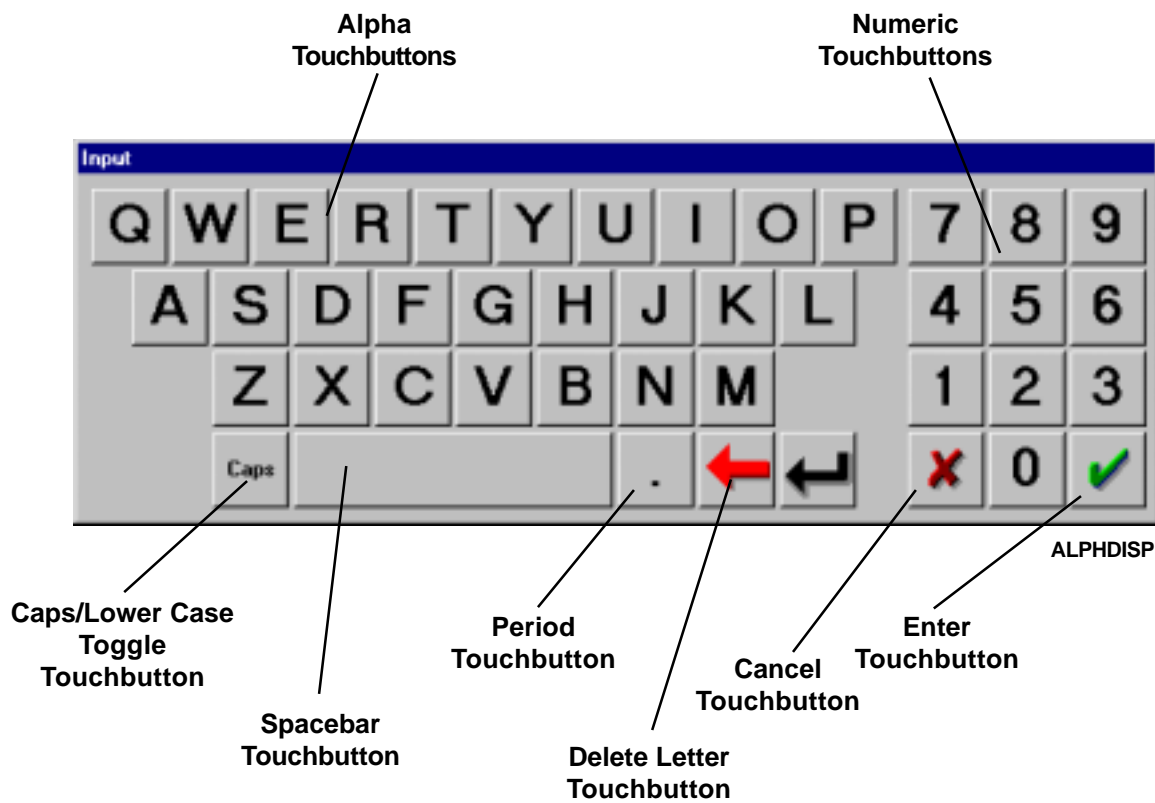 Alpha
Touchbuttons
Numeric
Touchbuttons
Input
Q W E R T Y U I O P 7 8 9
A S D F G H J K L 4 5 6
Z X C V B N M 1 2 3
Caps . 0
ALPHDISP
Caps/Lower Case
Toggle
Touchbutton
Spacebar
Touchbutton
Period
Touchbutton
Delete Letter
Touchbutton
Cancel
Touchbutton
Enter
Touchbutton